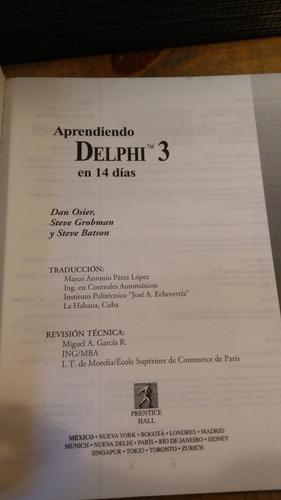 Aprendiendo
DELPHI™ 3
en 14 días
Dan Osier,
Steve Grobman
y Steve Batson
TRADUCCIÓN:
Marco Antonio Pérez López
Ing. en Controles Automáticos
Instituto Politécnico "José A. Echeverría"
La Habana, Cuba
REVISIÓN TÉCNICA:
Miguel A. García R.
ING/MBA
I. T. de Morelia/École Supériore de Commerce de Paris
PRENTICE
HALL
MÉXICO • NUEVA YORK • BOGOTÁ • LONDRES • MADRID
MUNICH • NUEVA DELHI • PARÍS • RÍO DE JANEIRO • SIDNEY
SINGAPUR • TOKIO • TORONTO • ZURICH